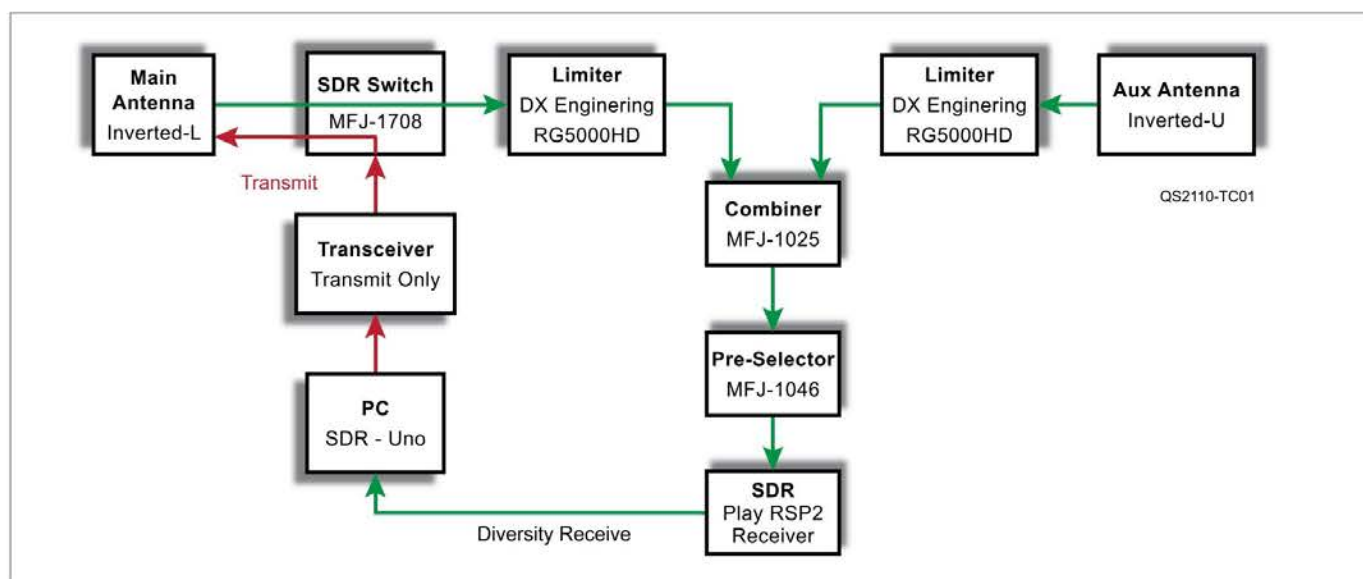 Main
Antenna
Inverted-L
SDR Switch
MFJ-1708
Limiter
DX Enginering
RG5000HD
Limiter
DX Enginering
RG5000HD
Aux Antenna
Inverted-U
Transmit
QS2110-TC01
Combiner
MFJ-1025
Transceiver
Transmit Only
Pre-Selector
MFJ-1046
PC
SDR - Uno
SDR
Play RSP2
Receiver
Diversity Receive